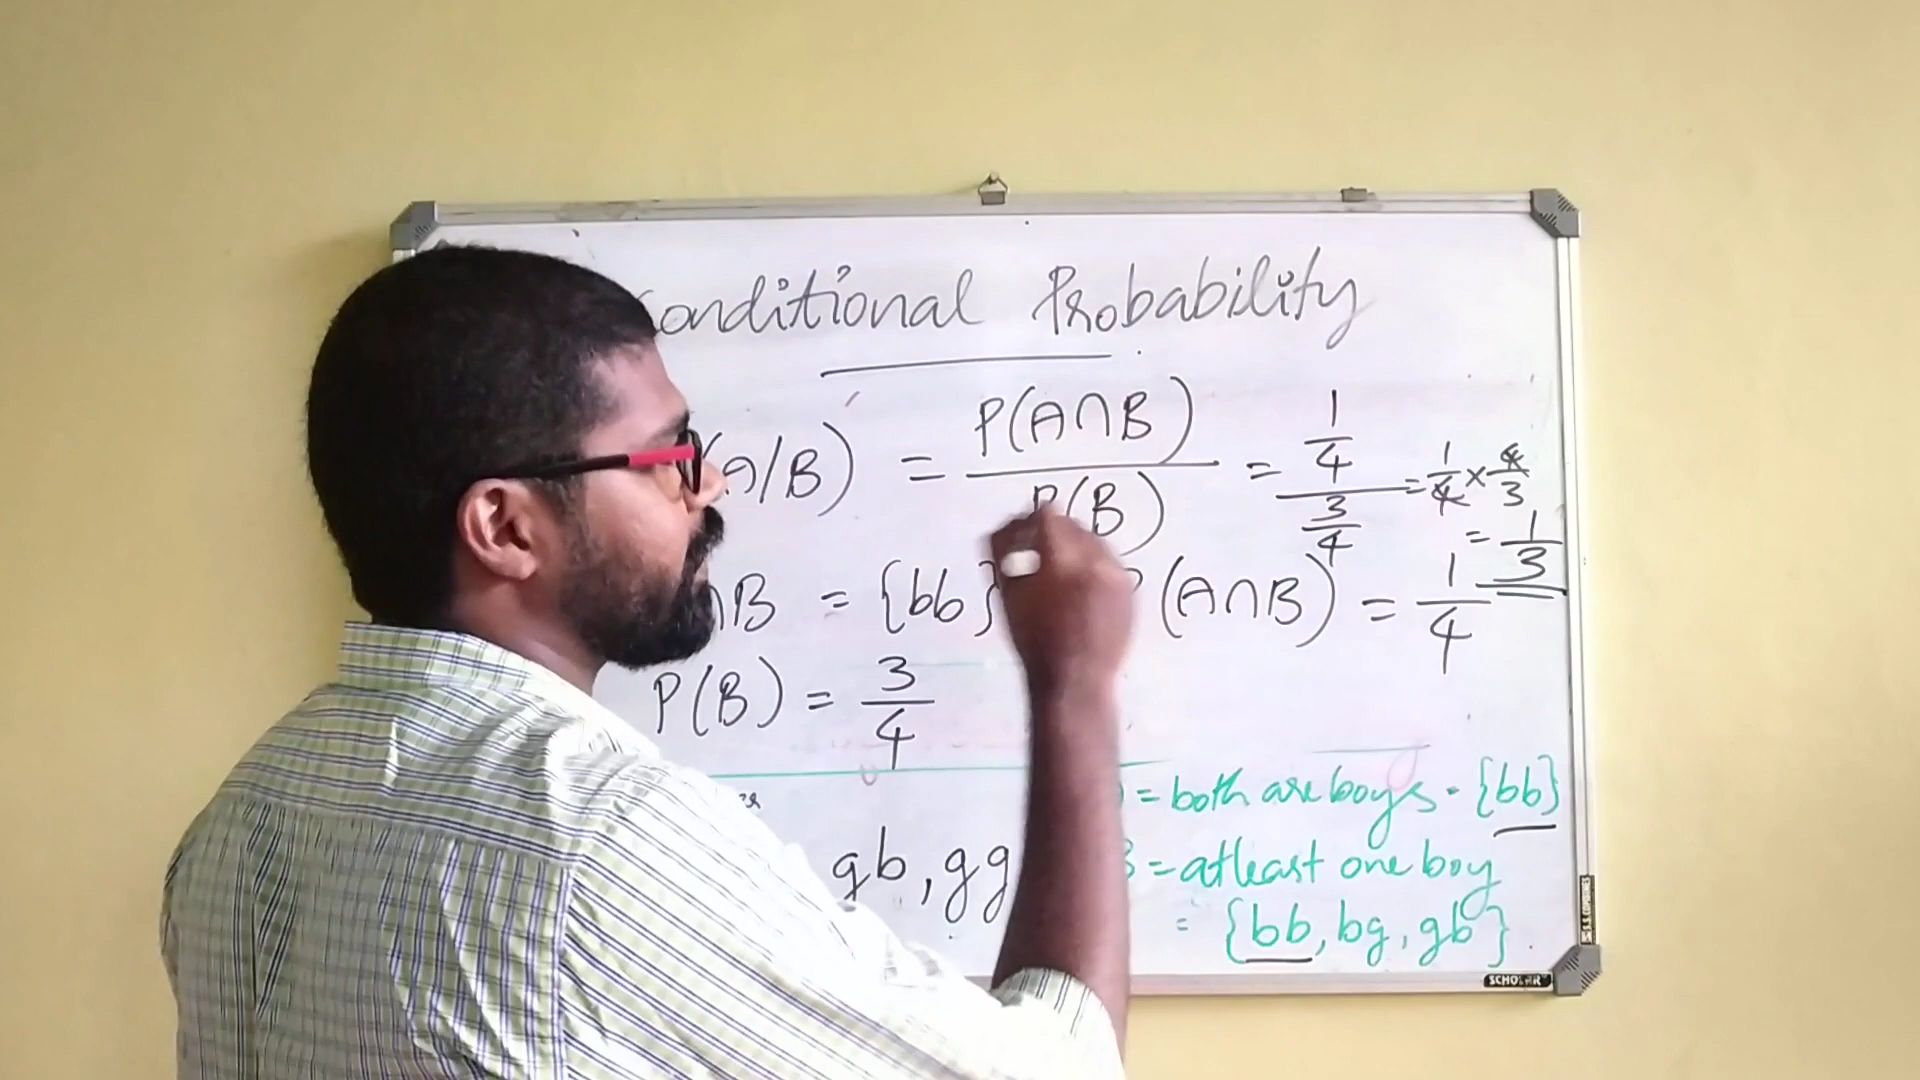 Conditional Probability
(A/B) = P(A∩B) / P(B) = 1/4 / 3/4 = 1/4 × 4/3
= 1/3
∩B = {bb} P(A∩B) = 1/4
P(B) = 3/4
= both are boys - {bb}
gb, gg
B = atleast one boy
= {bb, bg, gb}
SCHOLAR